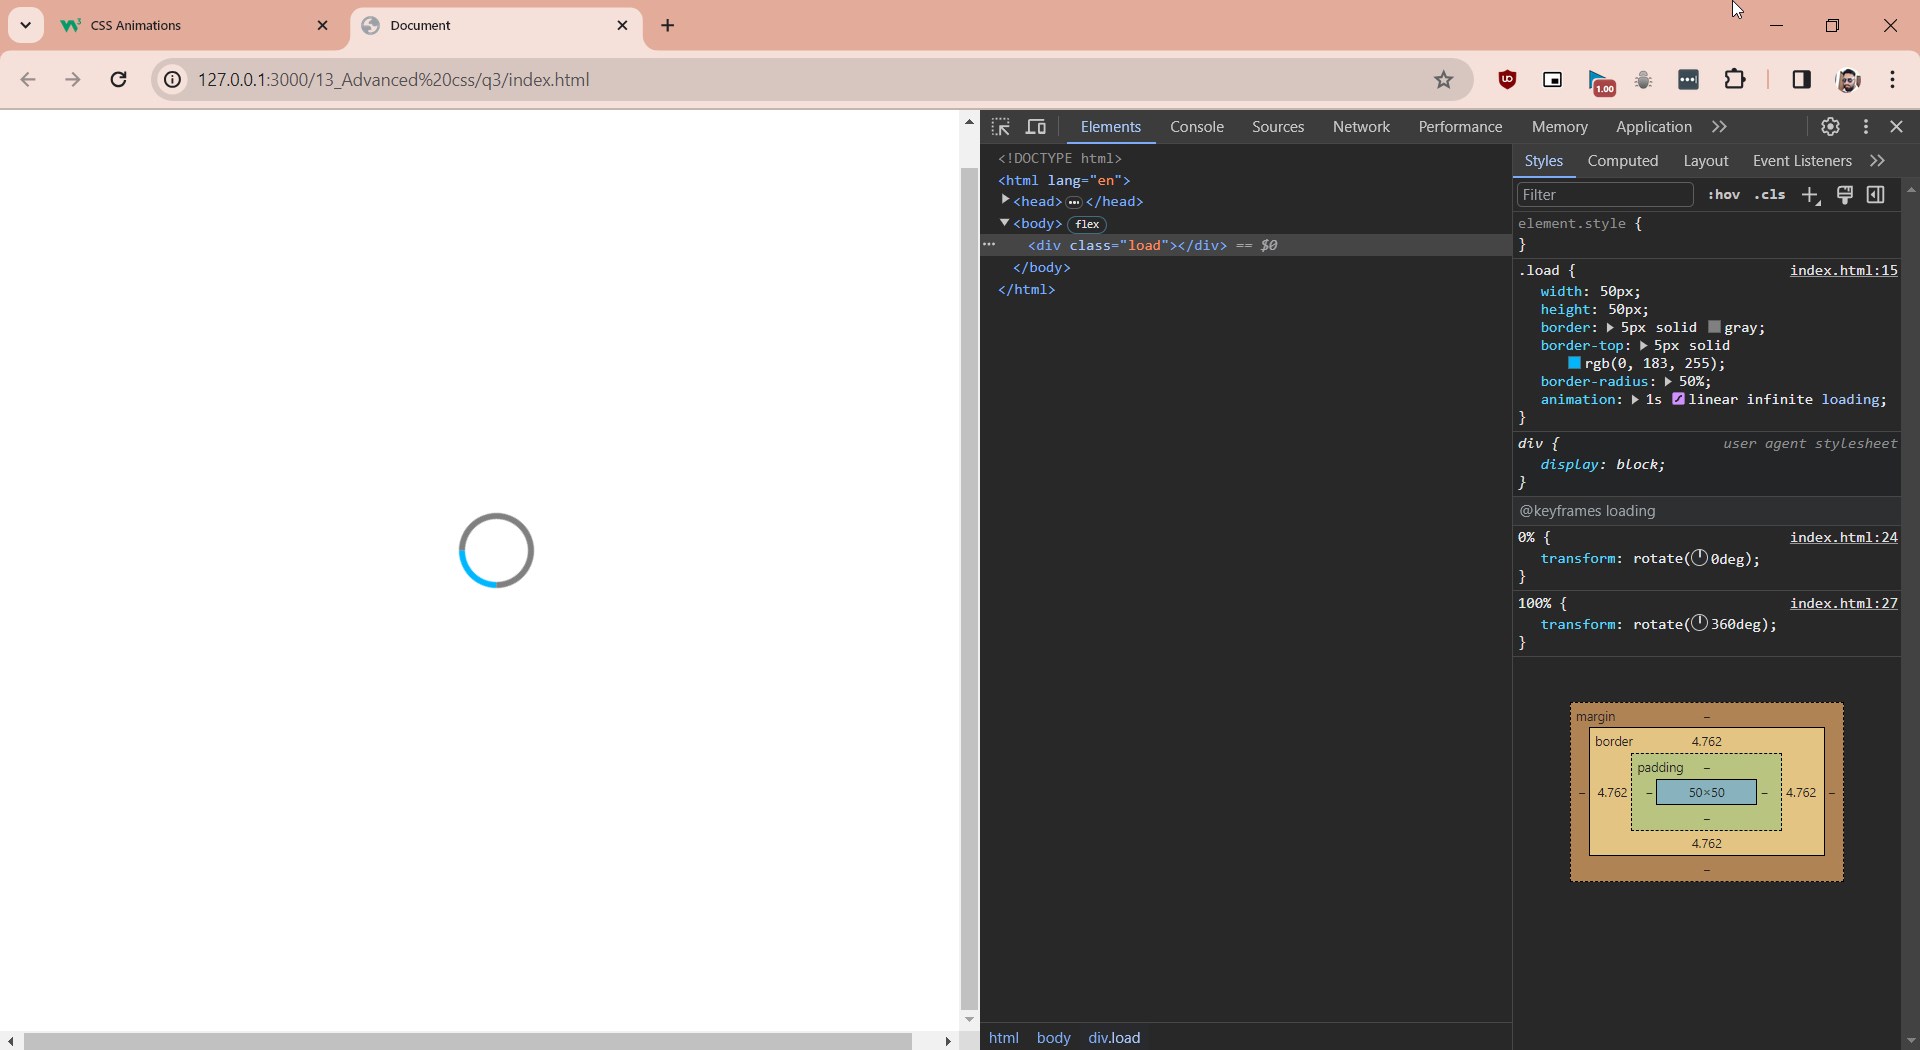 CSS Animations
Document
127.0.0.1:3000/13_Advanced%20css/q3/index.html
1.00
Elements
Console
Sources
Network
Performance
Memory
Application
<!DOCTYPE html>
<html lang="en">
<head> ••• </head>
<body> flex
<div class="load"></div> == $0
</body>
</html>
html body div.load
Styles
Computed
Layout
Event Listeners
Filter
:hov .cls
element.style {
}
.load { index.html:15
width: 50px;
height: 50px;
border: 5px solid gray;
border-top: 5px solid
rgb(0, 183, 255);
border-radius: 50%;
animation: 1s linear infinite loading;
}
div { user agent stylesheet
display: block;
}
@keyframes loading
0% { index.html:24
transform: rotate(0deg);
}
100% { index.html:27
transform: rotate(360deg);
}
margin –
border 4.762
padding –
– 4.762 – 50×50 – 4.762 –
–
4.762
–